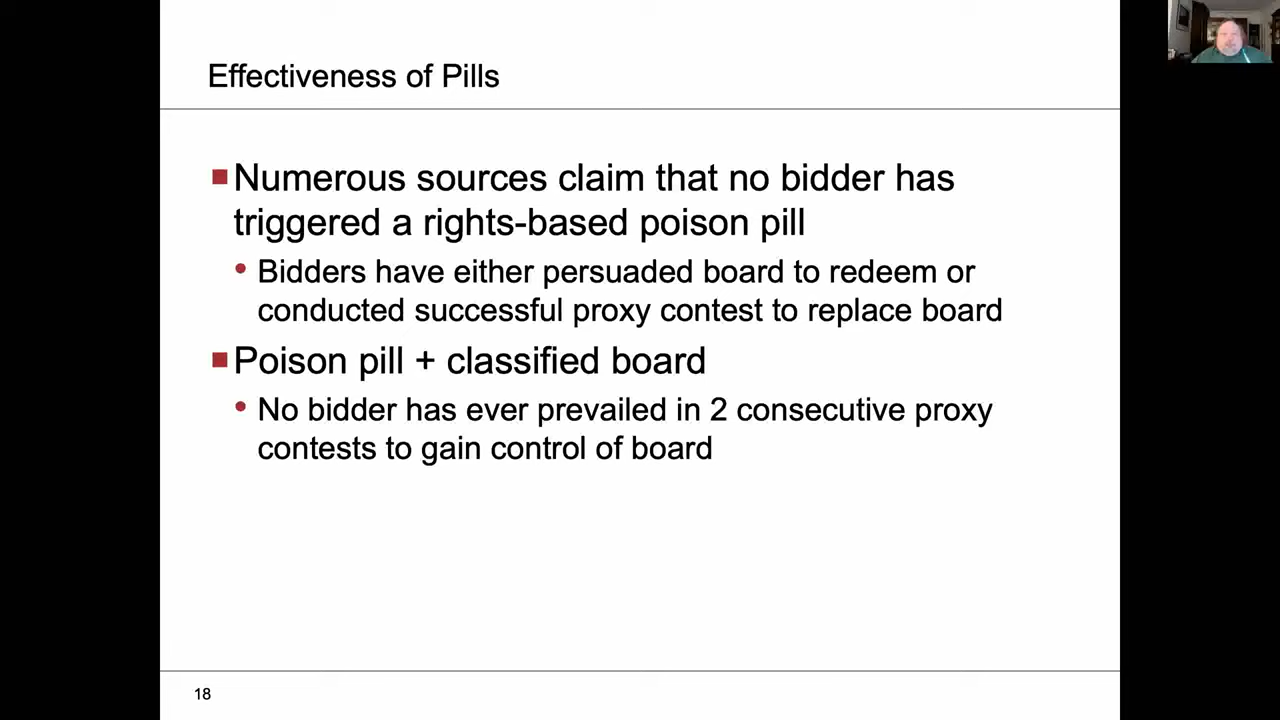 Effectiveness of Pills
Numerous sources claim that no bidder has
triggered a rights-based poison pill
Bidders have either persuaded board to redeem or
conducted successful proxy contest to replace board
Poison pill + classified board
No bidder has ever prevailed in 2 consecutive proxy
contests to gain control of board
18